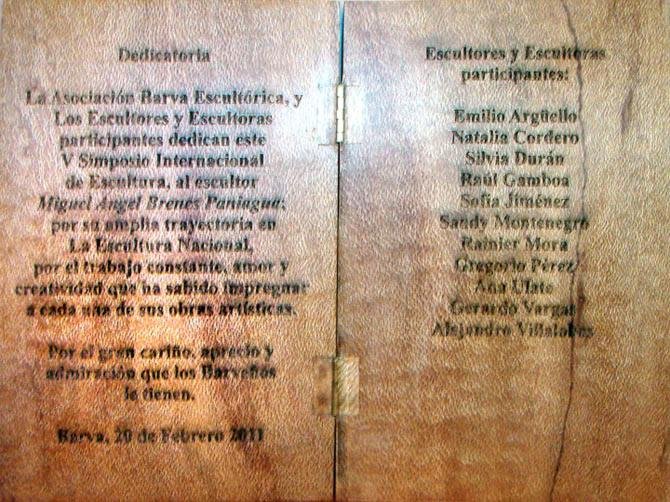 Dedicatoria
La Asociación Barva Escultórica, y
Los Escultores y Escultoras
participantes dedican este
V Simposio Internacional
de Escultura, al escultor
Miguel Angel Brenes Paniagua;
por su amplia trayectoria en
La Escultura Nacional,
por el trabajo constante, amor y
creatividad que ha sabido impregnar
a cada una de sus obras artísticas.
Por el gran cariño, aprecio y
admiración que los Barveños
le tienen.
Barva, 20 de Febrero 2011
Escultores y Escultoras
participantes:
Emilio Argüello
Natalia Cordero
Silvia Durán
Raúl Gamboa
Sofía Jiménez
Sandy Montenegro
Rainier Mora
Gregorio Pérez
Ana Ulate
Gerardo Vargas
Alejandro Villalobos